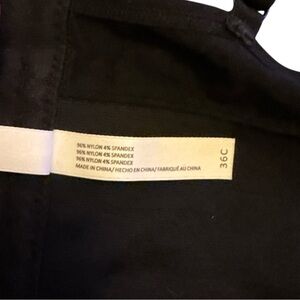 96% NYLON 4% SPANDEX
96% NYLON 4% SPANDEX
96% NYLON 4% SPANDEX
MADE IN CHINA/ HECHO EN CHINA/ FABRIQUÉ AU CHINA
36C